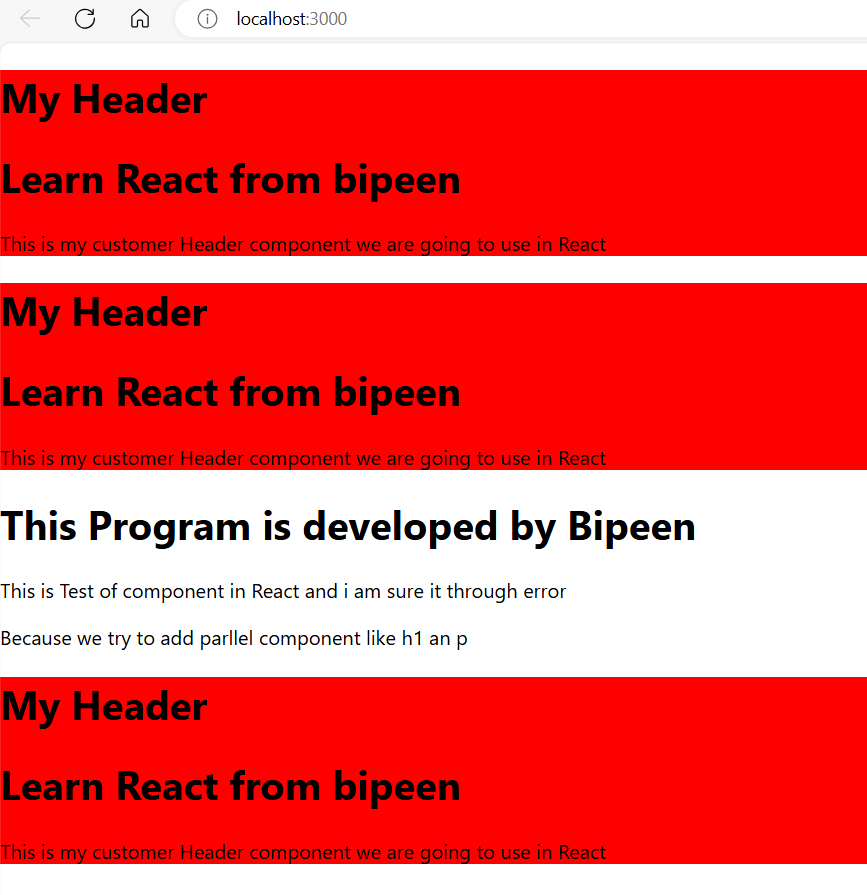 localhost:3000
My Header
Learn React from bipeen
This is my customer Header component we are going to use in React
My Header
Learn React from bipeen
This is my customer Header component we are going to use in React
This Program is developed by Bipeen
This is Test of component in React and i am sure it through error
Because we try to add parllel component like h1 an p
My Header
Learn React from bipeen
This is my customer Header component we are going to use in React